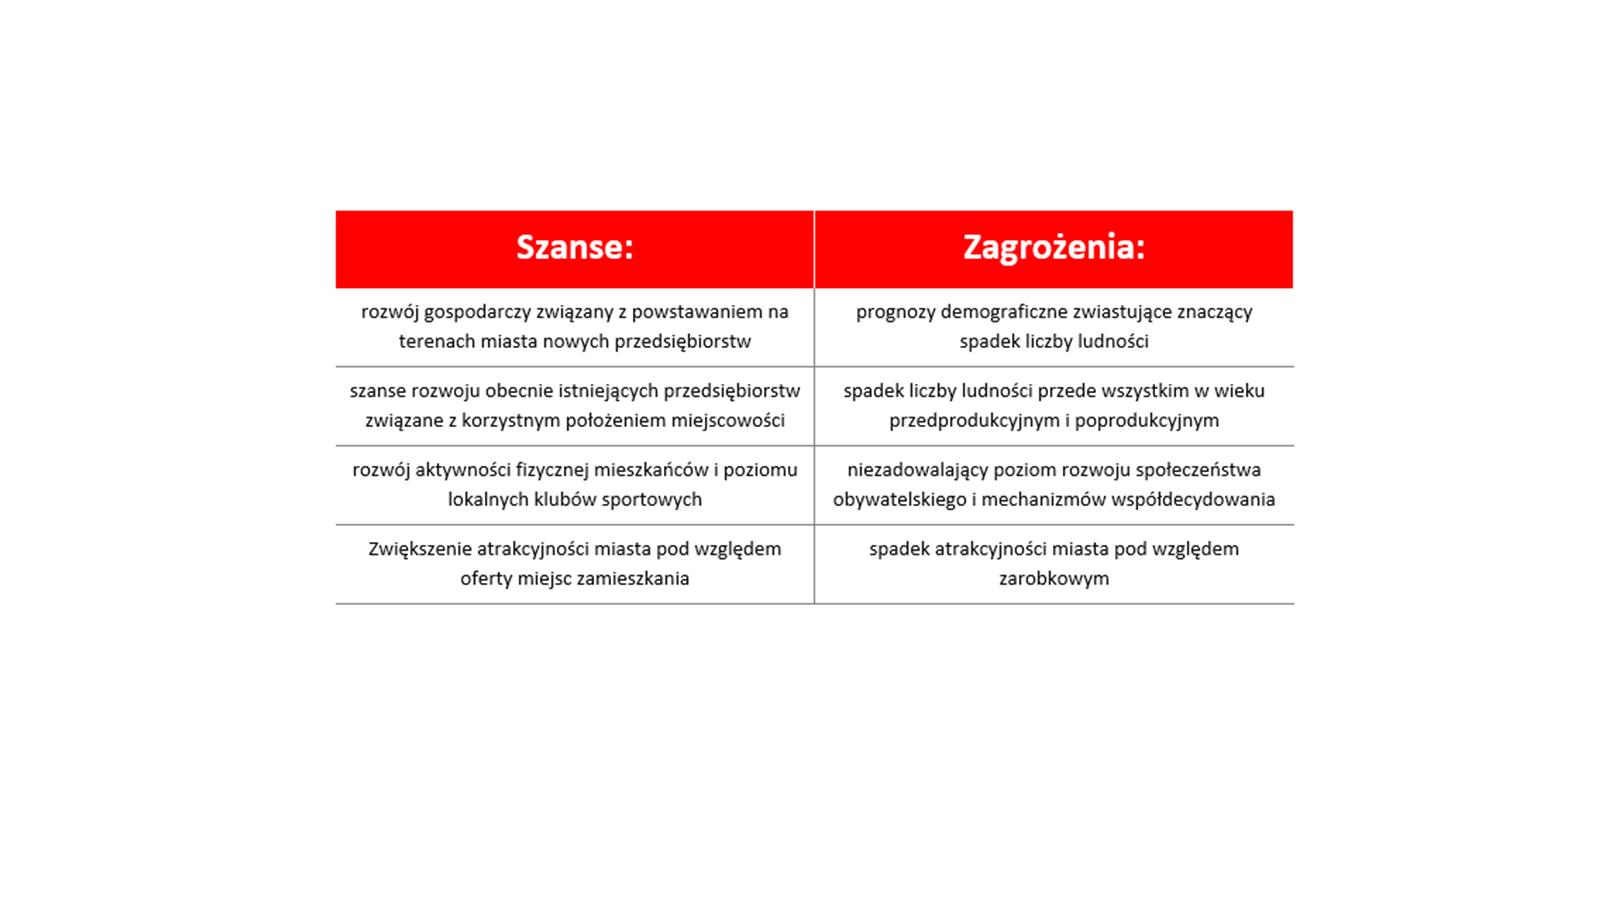 Szanse:
Zagrożenia:
rozwój gospodarczy związany z powstawaniem na
terenach miasta nowych przedsiębiorstw
prognozy demograficzne zwiastujące znaczący
spadek liczby ludności
szanse rozwoju obecnie istniejących przedsiębiorstw
związane z korzystnym położeniem miejscowości
spadek liczby ludności przede wszystkim w wieku
przedprodukcyjnym i poprodukcyjnym
rozwój aktywności fizycznej mieszkańców i poziomu
lokalnych klubów sportowych
niezadowalający poziom rozwoju społeczeństwa
obywatelskiego i mechanizmów współdecydowania
Zwiększenie atrakcyjności miasta pod względem
oferty miejsc zamieszkania
spadek atrakcyjności miasta pod względem
zarobkowym